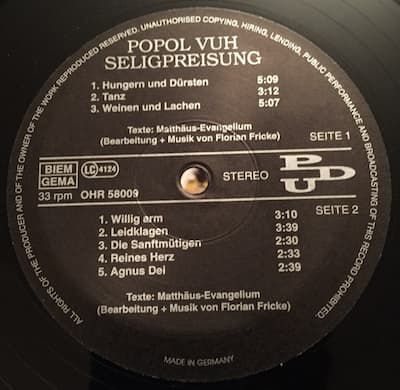 ALL RIGHTS OF THE PRODUCER AND OF THE OWNER OF THE WORK REPRODUCED RESERVED. UNAUTHORISED COPYING, HIRING, LENDING, PUBLIC PERFORMANCE AND BROADCASTING OF THIS RECORD PROHIBITED.
POPOL VUH
SELIGPREISUNG
1. Hungern und Dürsten 5:09
2. Tanz 3:12
3. Weinen und Lachen 5:07
Texte: Matthäus-Evangelium
(Bearbeitung + Musik von Florian Fricke)
SEITE 1
BIEM
GEMA
LC 4124
STEREO
PDU
33 rpm OHR 58009
SEITE 2
1. Willig arm 3:10
2. Leidklagen 3:39
3. Die Sanftmütigen 2:30
4. Reines Herz 2:33
5. Agnus Dei 2:39
Texte: Matthäus-Evangelium
(Bearbeitung + Musik von Florian Fricke)
MADE IN GERMANY